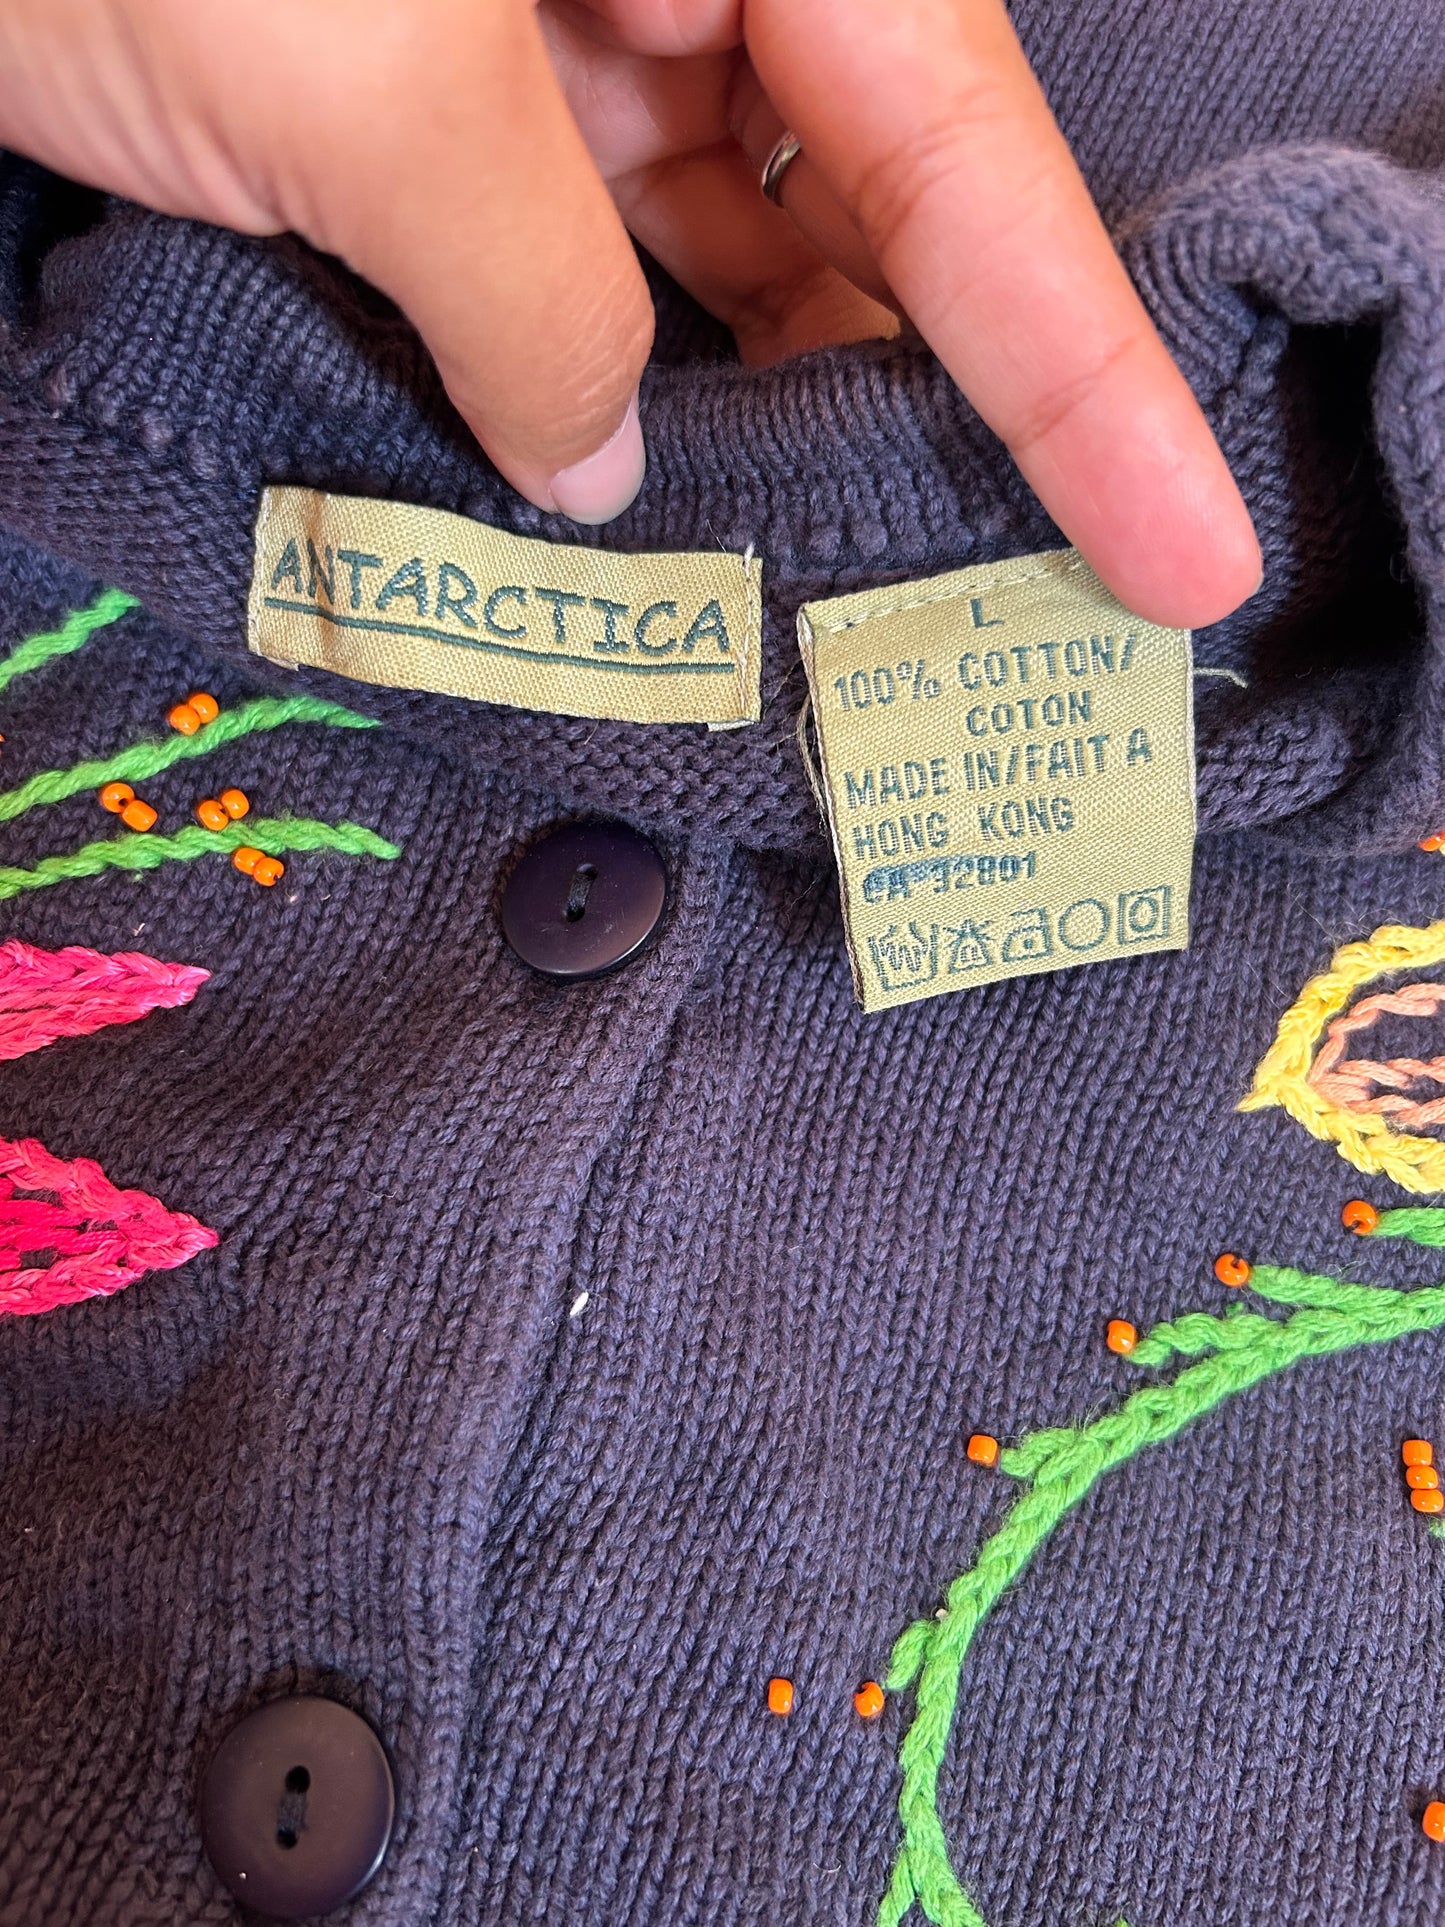 ANTARCTICA
L
100% COTTON/
COTON
MADE IN/FAIT A
HONG KONG
CA 32801